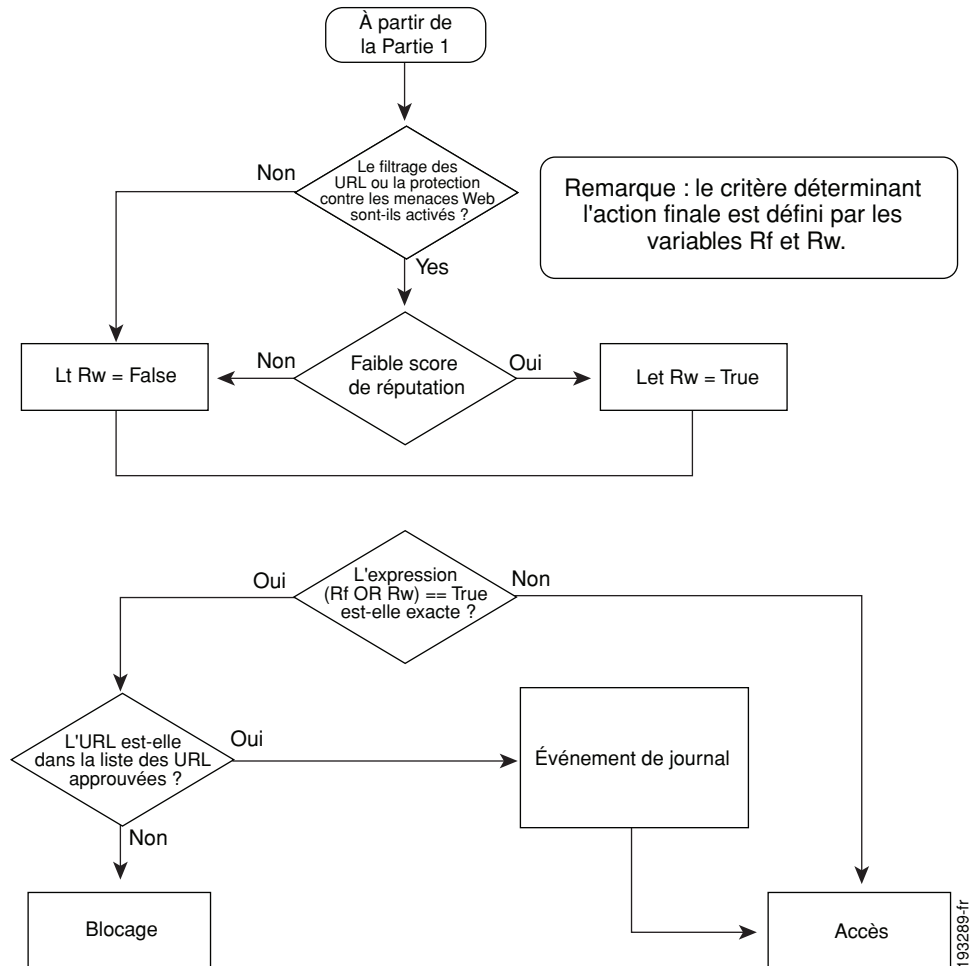 À partir de
la Partie 1
Non
Le filtrage des
URL ou la protection
contre les menaces Web
sont-ils activés ?
Remarque : le critère déterminant
l'action finale est défini par les
variables Rf et Rw.
Yes
Lt Rw = False
Non
Faible score
de réputation
Oui
Let Rw = True
Oui
L'expression
(Rf OR Rw) == True
est-elle exacte ?
Non
L'URL est-elle
dans la liste des URL
approuvées ?
Oui
Événement de journal
Non
Blocage
Accès
193289-fr